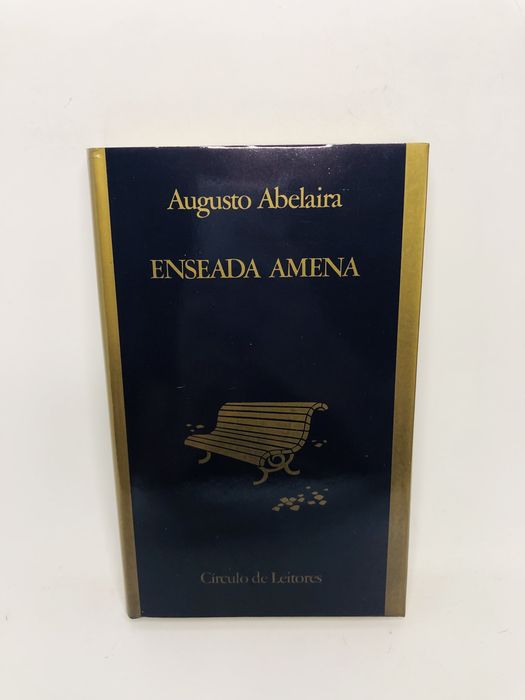 Augusto Abelaira
ENSEADA AMENA
Círculo de Leitores